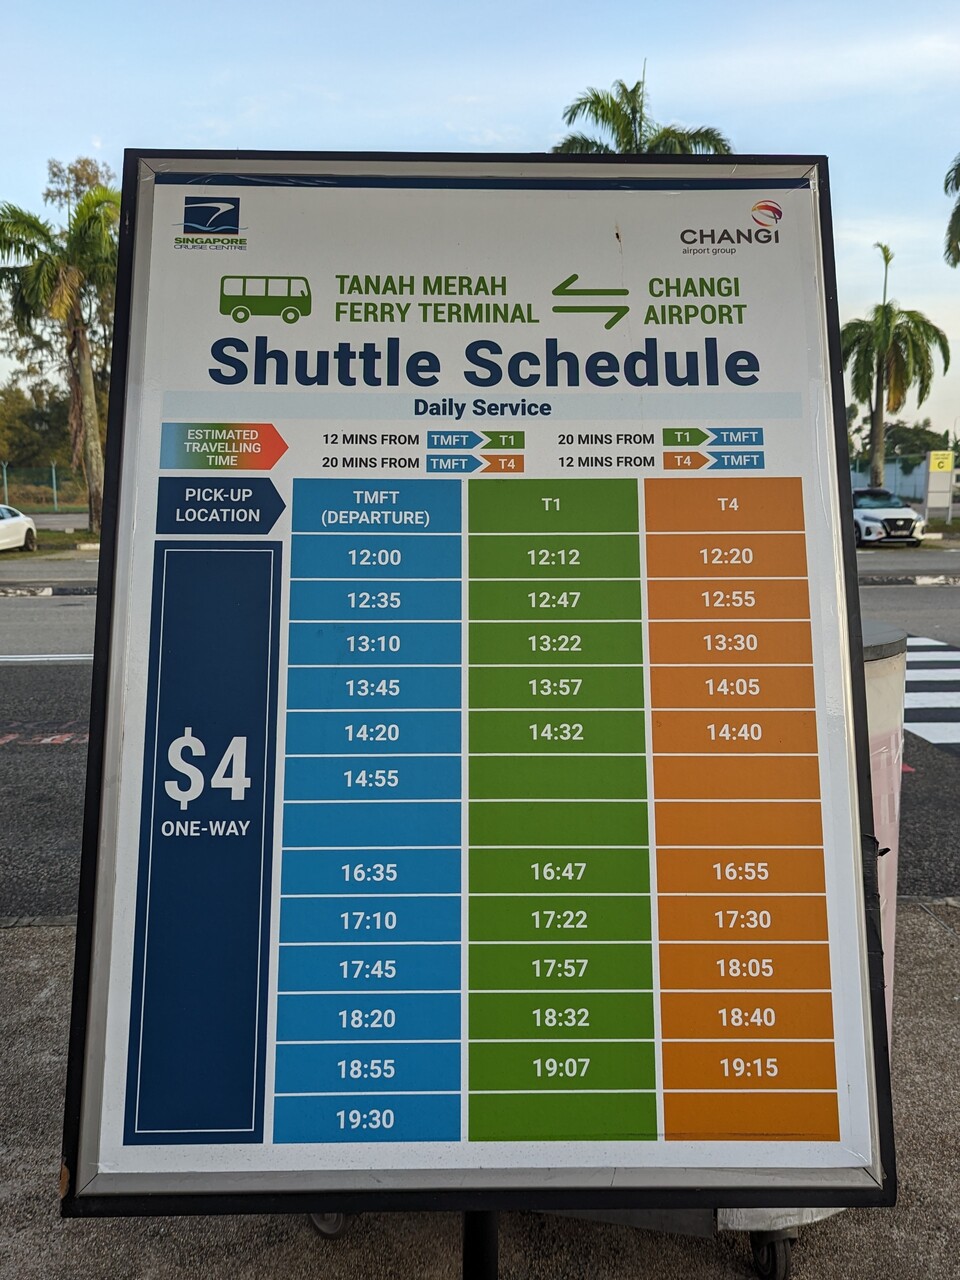 SINGAPORE
CRUISE CENTRE
CHANGI
airport group
TANAH MERAH
FERRY TERMINAL
CHANGI
AIRPORT
Shuttle Schedule
Daily Service
ESTIMATED
TRAVELLING
TIME
12 MINS FROM TMFT T1
20 MINS FROM T1 TMFT
20 MINS FROM TMFT T4
12 MINS FROM T4 TMFT
PICK-UP
LOCATION
TMFT
(DEPARTURE)
T1
T4
12:00 12:12 12:20
12:35 12:47 12:55
13:10 13:22 13:30
13:45 13:57 14:05
14:20 14:32 14:40
14:55
16:35 16:47 16:55
17:10 17:22 17:30
17:45 17:57 18:05
18:20 18:32 18:40
18:55 19:07 19:15
19:30
$4
ONE-WAY
C